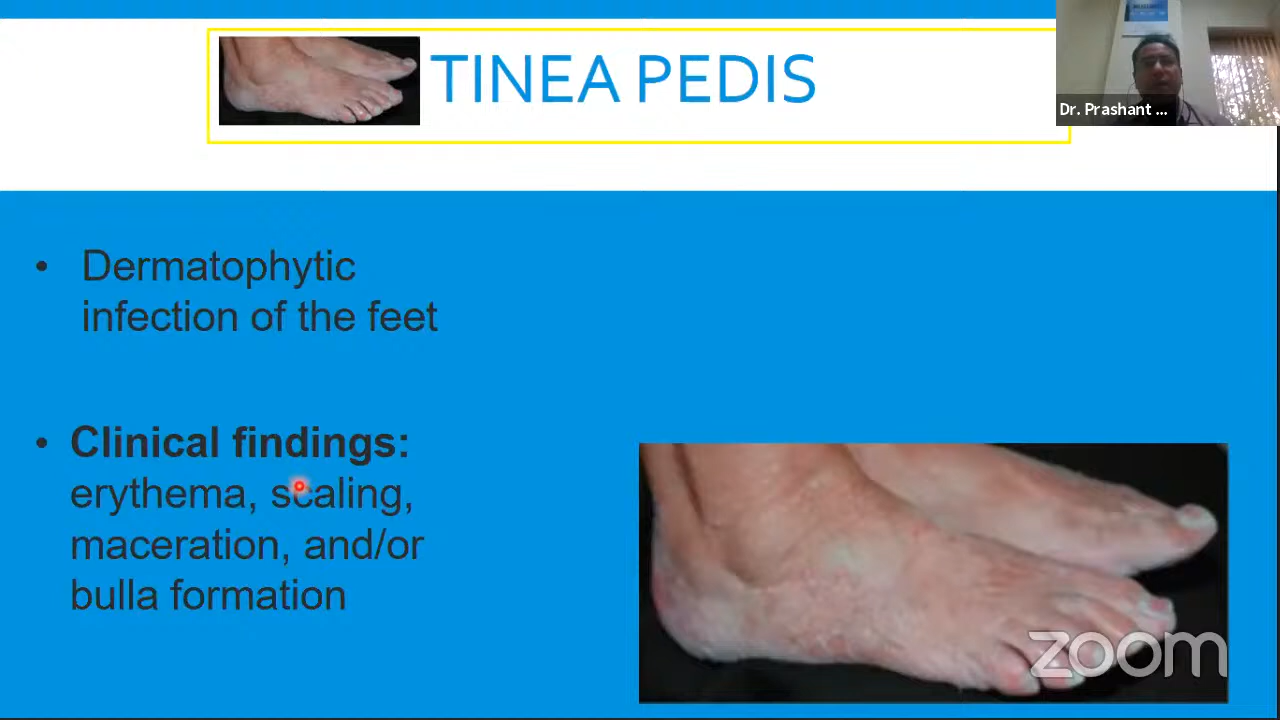 TINEA PEDIS
Dr. Prashant ...
• Dermatophytic
infection of the feet
• Clinical findings:
erythema, scaling,
maceration, and/or
bulla formation
zoom